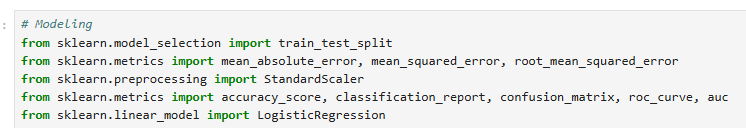 :
# Modeling
from sklearn.model_selection import train_test_split
from sklearn.metrics import mean_absolute_error, mean_squared_error, root_mean_squared_error
from sklearn.preprocessing import StandardScaler
from sklearn.metrics import accuracy_score, classification_report, confusion_matrix, roc_curve, auc
from sklearn.linear_model import LogisticRegression